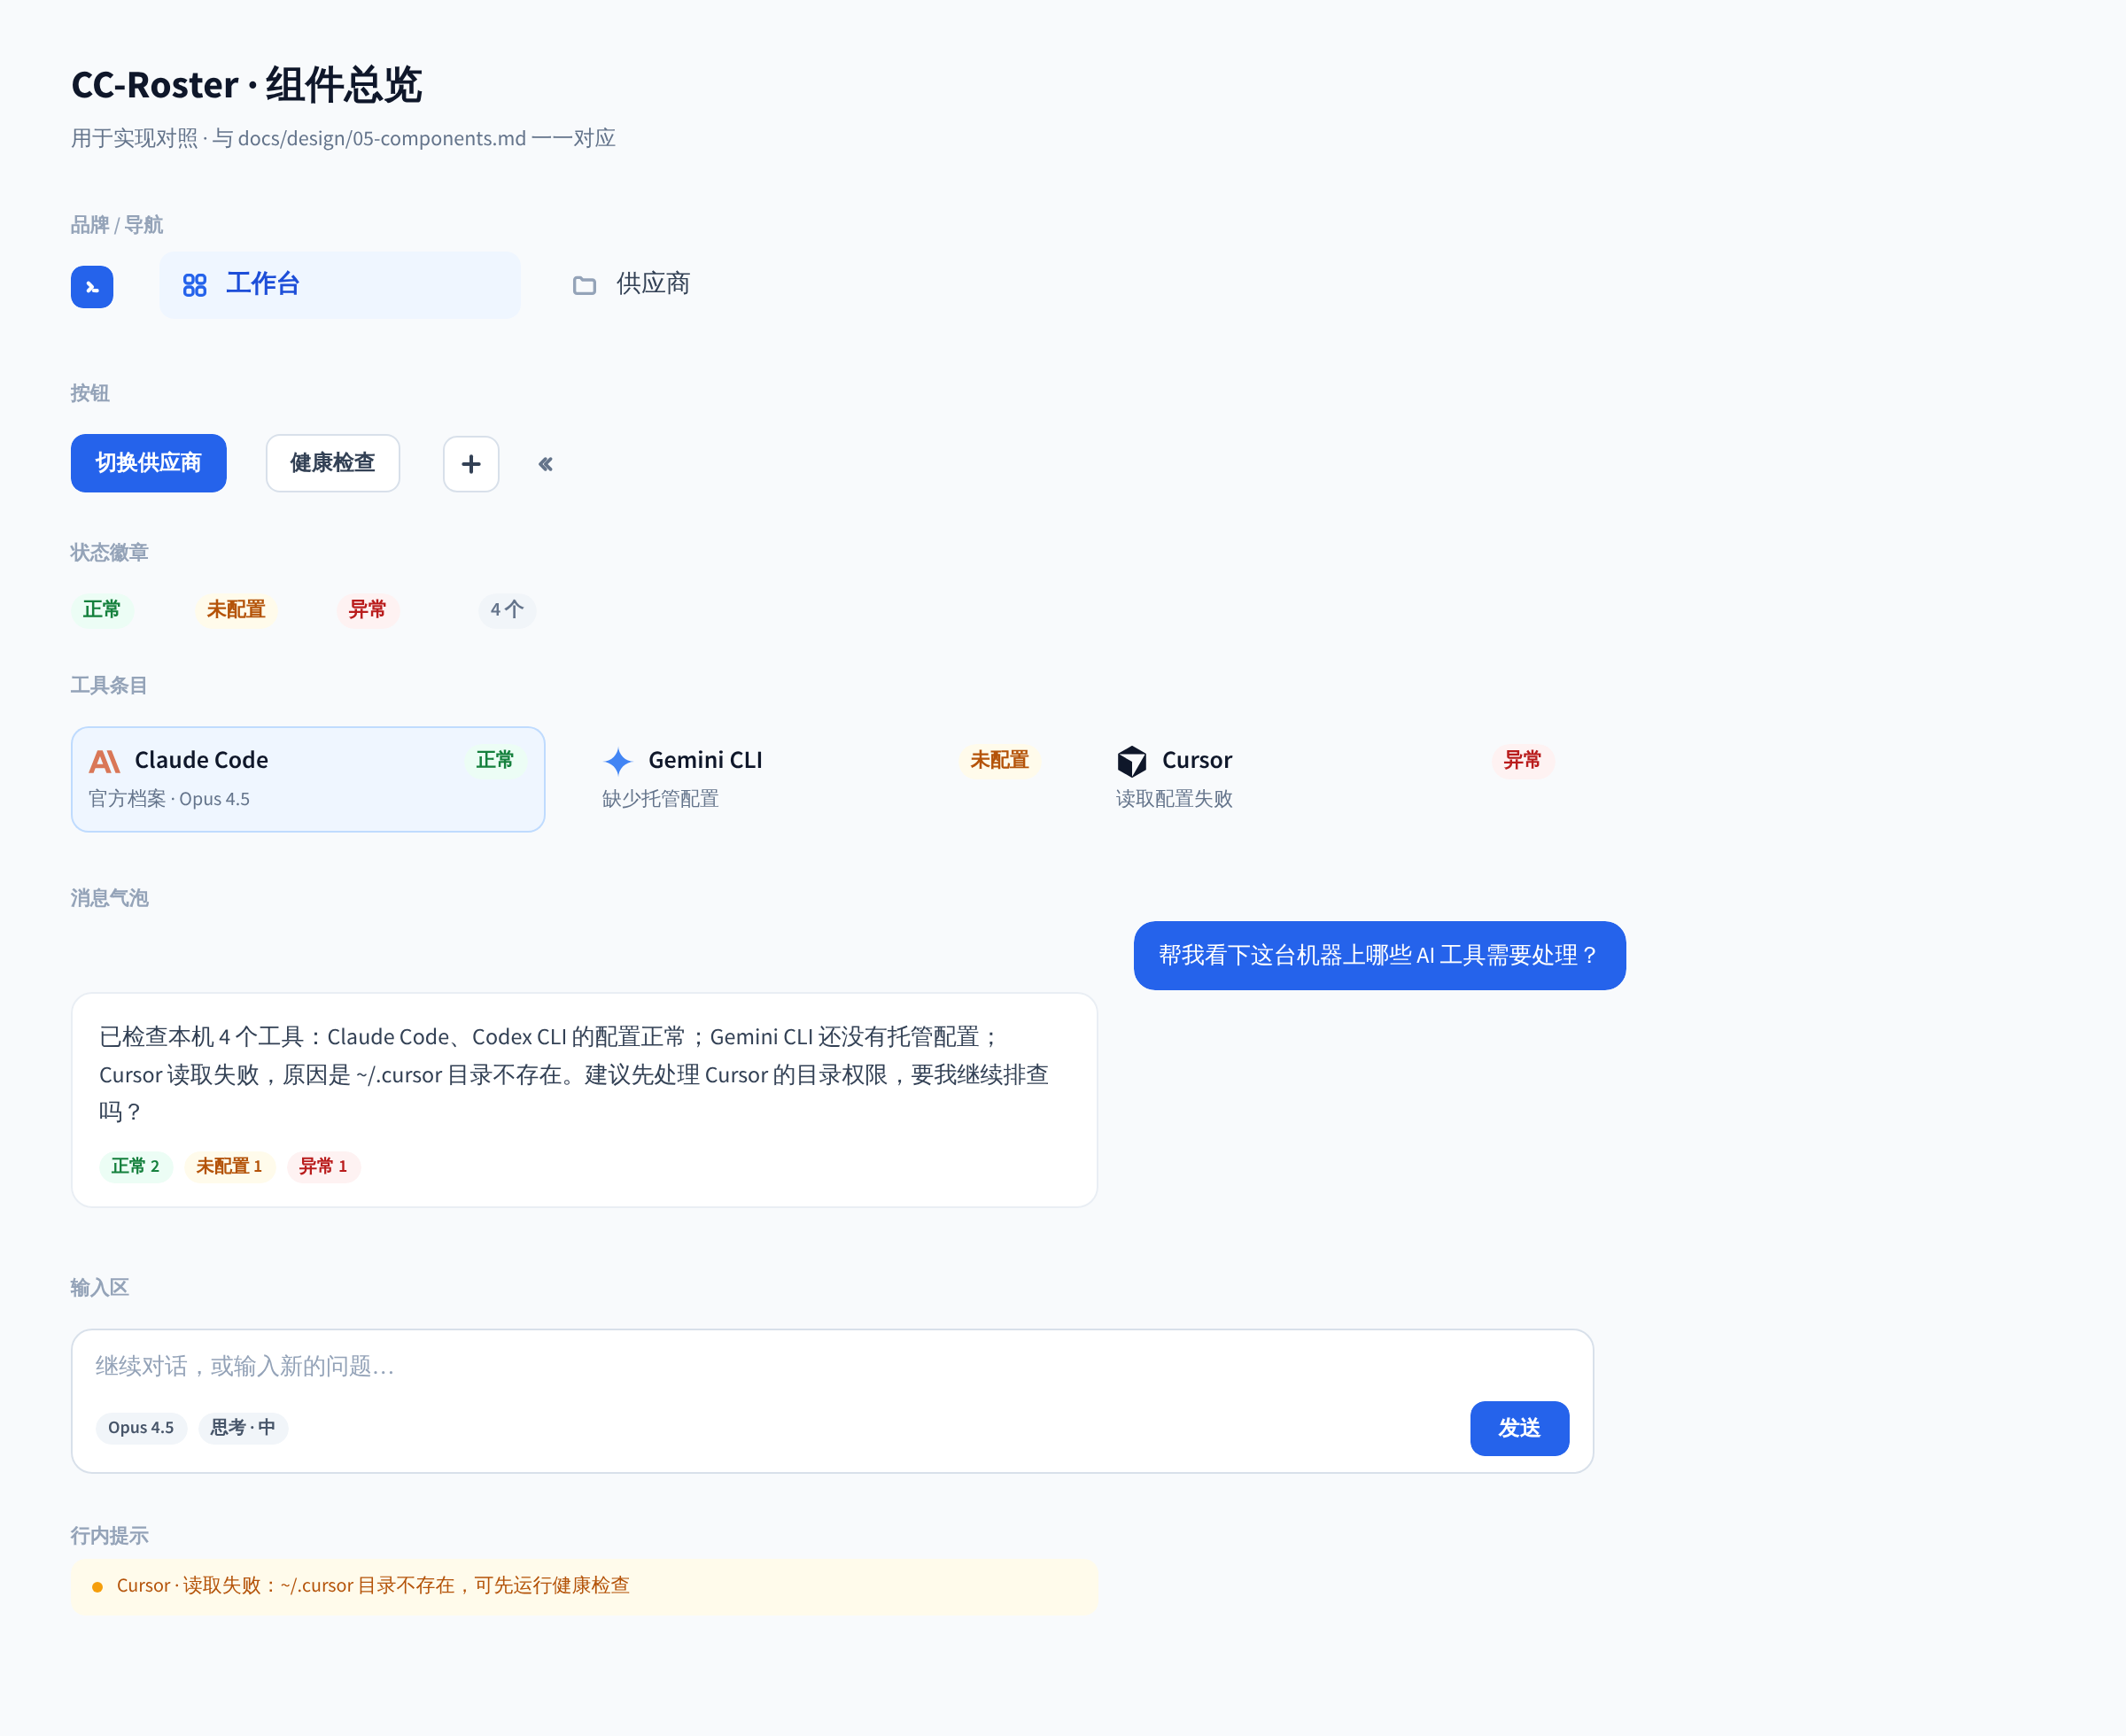 CC-Roster · 组件总览
用于实现对照 · 与 docs/design/05-components.md 一一对应
品牌 / 导航
工作台
供应商
按钮
切换供应商
健康检查
状态徽章
正常
未配置
异常
4 个
工具条目
Claude Code
正常
官方档案 · Opus 4.5
Gemini CLI
未配置
缺少托管配置
Cursor
异常
读取配置失败
消息气泡
帮我看下这台机器上哪些 AI 工具需要处理？
已检查本机 4 个工具：Claude Code、Codex CLI 的配置正常；Gemini CLI 还没有托管配置；
Cursor 读取失败，原因是 ~/.cursor 目录不存在。建议先处理 Cursor 的目录权限，要我继续排查
吗？
正常 2
未配置 1
异常 1
输入区
继续对话，或输入新的问题…
Opus 4.5
思考 · 中
发送
行内提示
Cursor · 读取失败：~/.cursor 目录不存在，可先运行健康检查